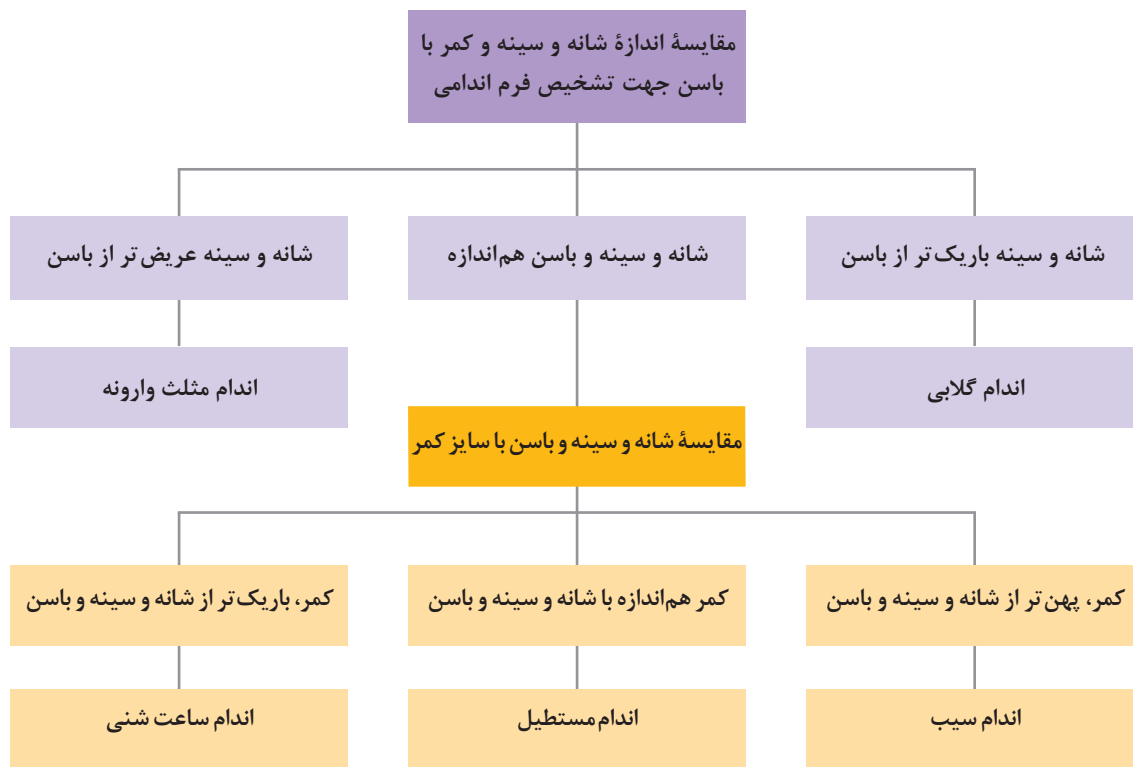 مقایسهٔ اندازهٔ شانه و سینه و کمر با
باسن جهت تشخیص فرم اندامی
شانه و سینه باریک‌تر از باسن
شانه و سینه و باسن هم‌اندازه
شانه و سینه عریض‌تر از باسن
اندام گلابی
اندام مثلث وارونه
مقایسهٔ شانه و سینه و باسن با سایز کمر
کمر، پهن‌تر از شانه و سینه و باسن
کمر هم‌اندازه با شانه و سینه و باسن
کمر، باریک‌تر از شانه و سینه و باسن
اندام سیب
اندام مستطیل
اندام ساعت شنی